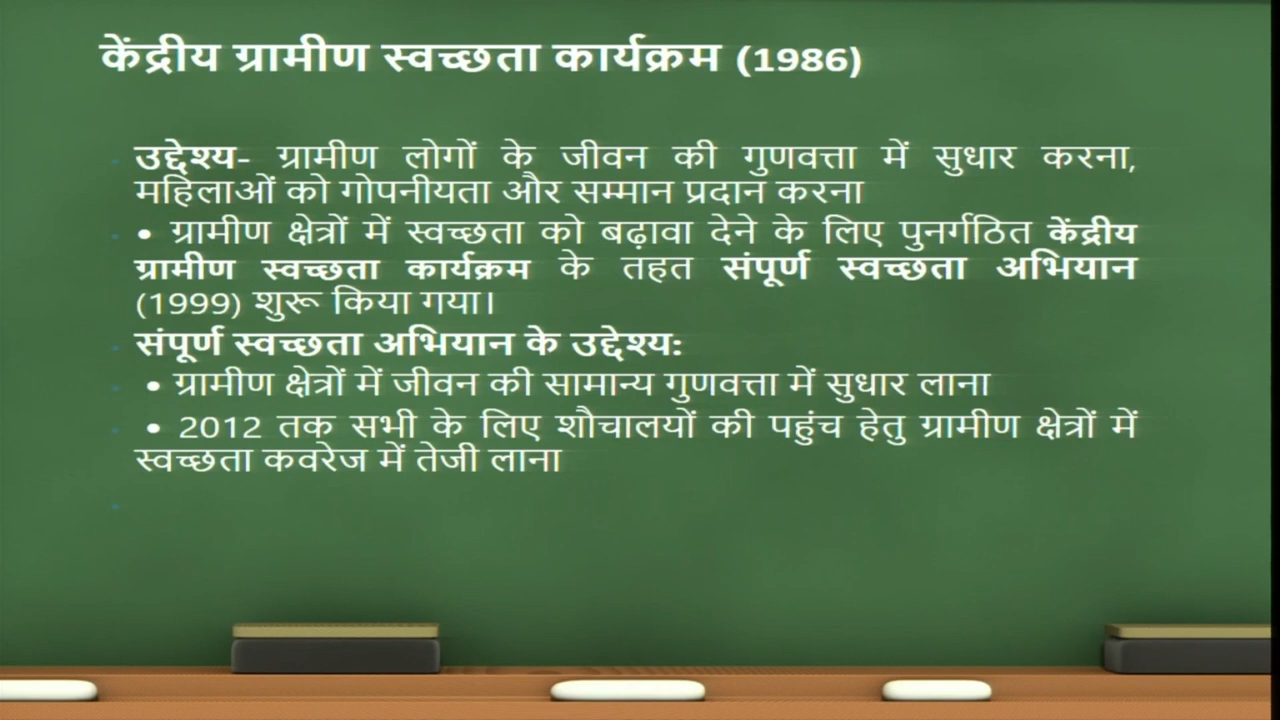 केंद्रीय ग्रामीण स्वच्छता कार्यक्रम (1986)
उद्देश्य- ग्रामीण लोगों के जीवन की गुणवत्ता में सुधार करना,
महिलाओं को गोपनीयता और सम्मान प्रदान करना
• ग्रामीण क्षेत्रों में स्वच्छता को बढ़ावा देने के लिए पुनर्गठित केंद्रीय
ग्रामीण स्वच्छता कार्यक्रम के तहत संपूर्ण स्वच्छता अभियान
(1999) शुरू किया गया।
संपूर्ण स्वच्छता अभियान के उद्देश्य:
• ग्रामीण क्षेत्रों में जीवन की सामान्य गुणवत्ता में सुधार लाना
• 2012 तक सभी के लिए शौचालयों की पहुंच हेतु ग्रामीण क्षेत्रों में
स्वच्छता कवरेज में तेजी लाना